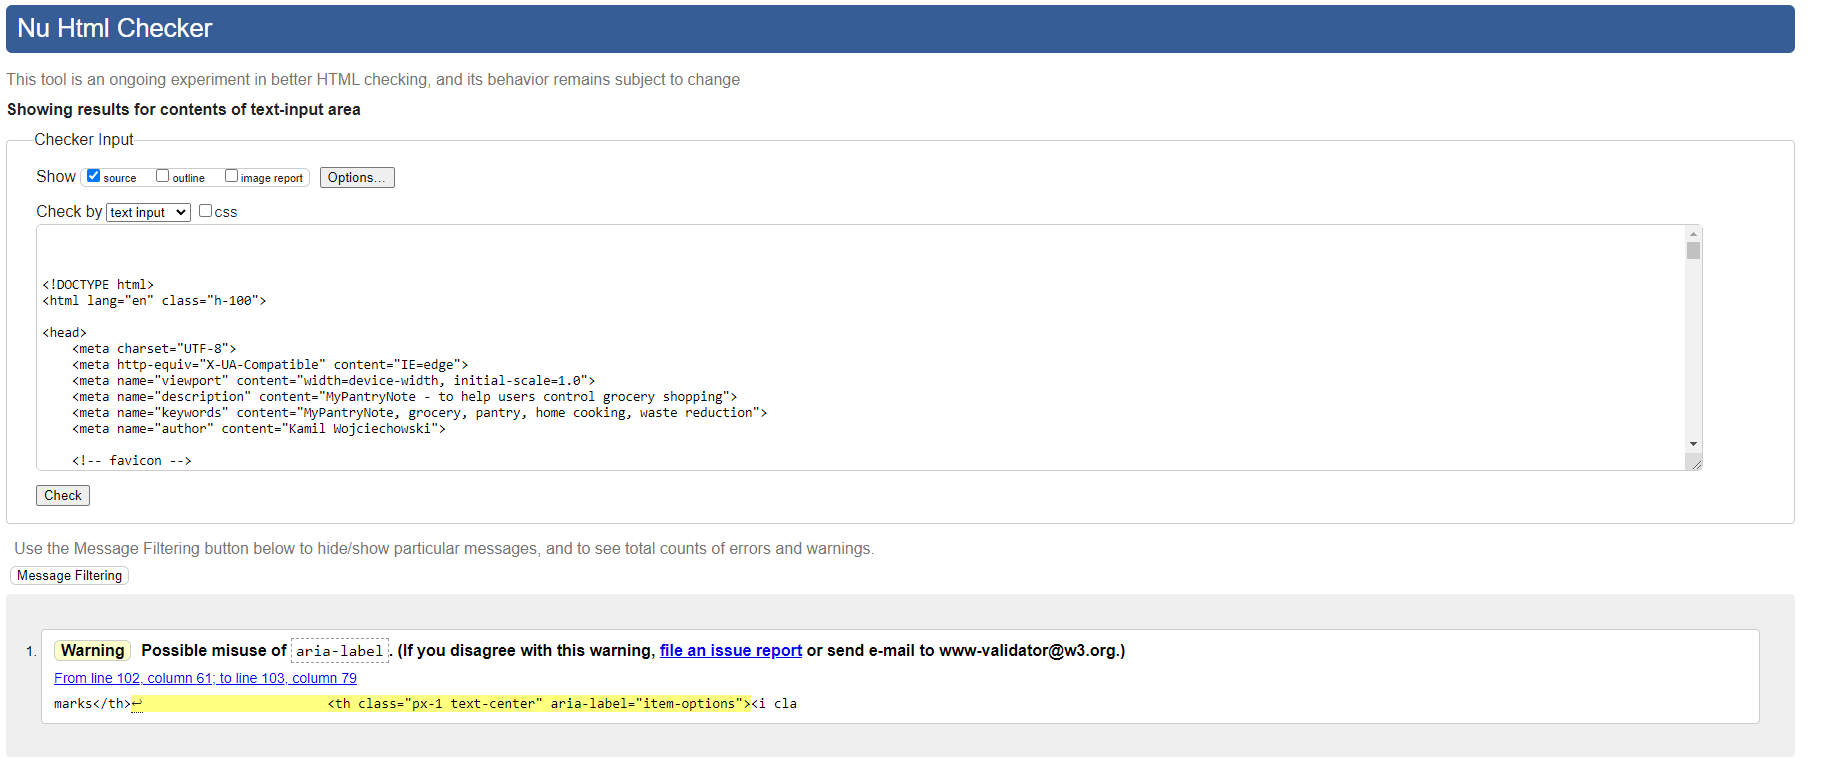 Nu Html Checker
This tool is an ongoing experiment in better HTML checking, and its behavior remains subject to change
Showing results for contents of text-input area
Checker Input
Show source outline image report Options...
Check by text input css
<!DOCTYPE html>
<html lang="en" class="h-100">
<head>
<meta charset="UTF-8">
<meta http-equiv="X-UA-Compatible" content="IE=edge">
<meta name="viewport" content="width=device-width, initial-scale=1.0">
<meta name="description" content="MyPantryNote - to help users control grocery shopping">
<meta name="keywords" content="MyPantryNote, grocery, pantry, home cooking, waste reduction">
<meta name="author" content="Kamil Wojciechowski">
<!-- favicon -->
Check
Use the Message Filtering button below to hide/show particular messages, and to see total counts of errors and warnings.
Message Filtering
1. Warning Possible misuse of aria-label. (If you disagree with this warning, file an issue report or send e-mail to www-validator@w3.org.)
From line 102, column 61; to line 103, column 79
marks</th>↩ <th class="px-1 text-center" aria-label="item-options"><i cla